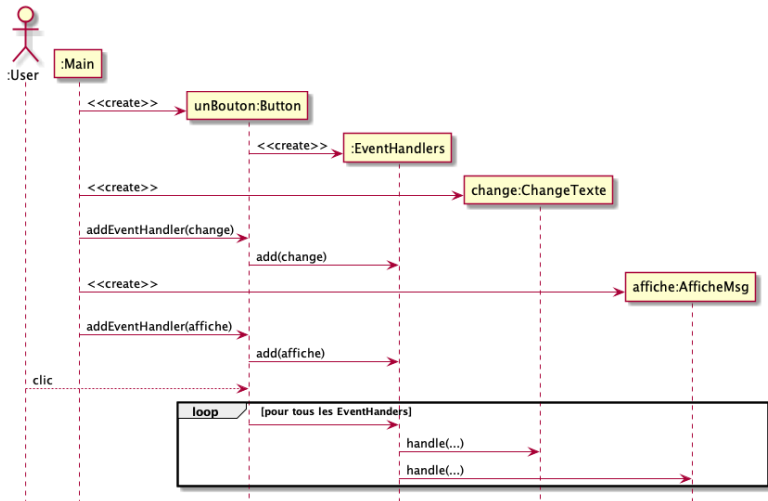 :User
:Main
<<create>>
unBouton:Button
<<create>>
:EventHandlers
<<create>>
change:ChangeTexte
addEventHandler(change)
add(change)
<<create>>
affiche:AfficheMsg
addEventHandler(affiche)
add(affiche)
clic
loop [pour tous les EventHanders]
handle(...)
handle(...)